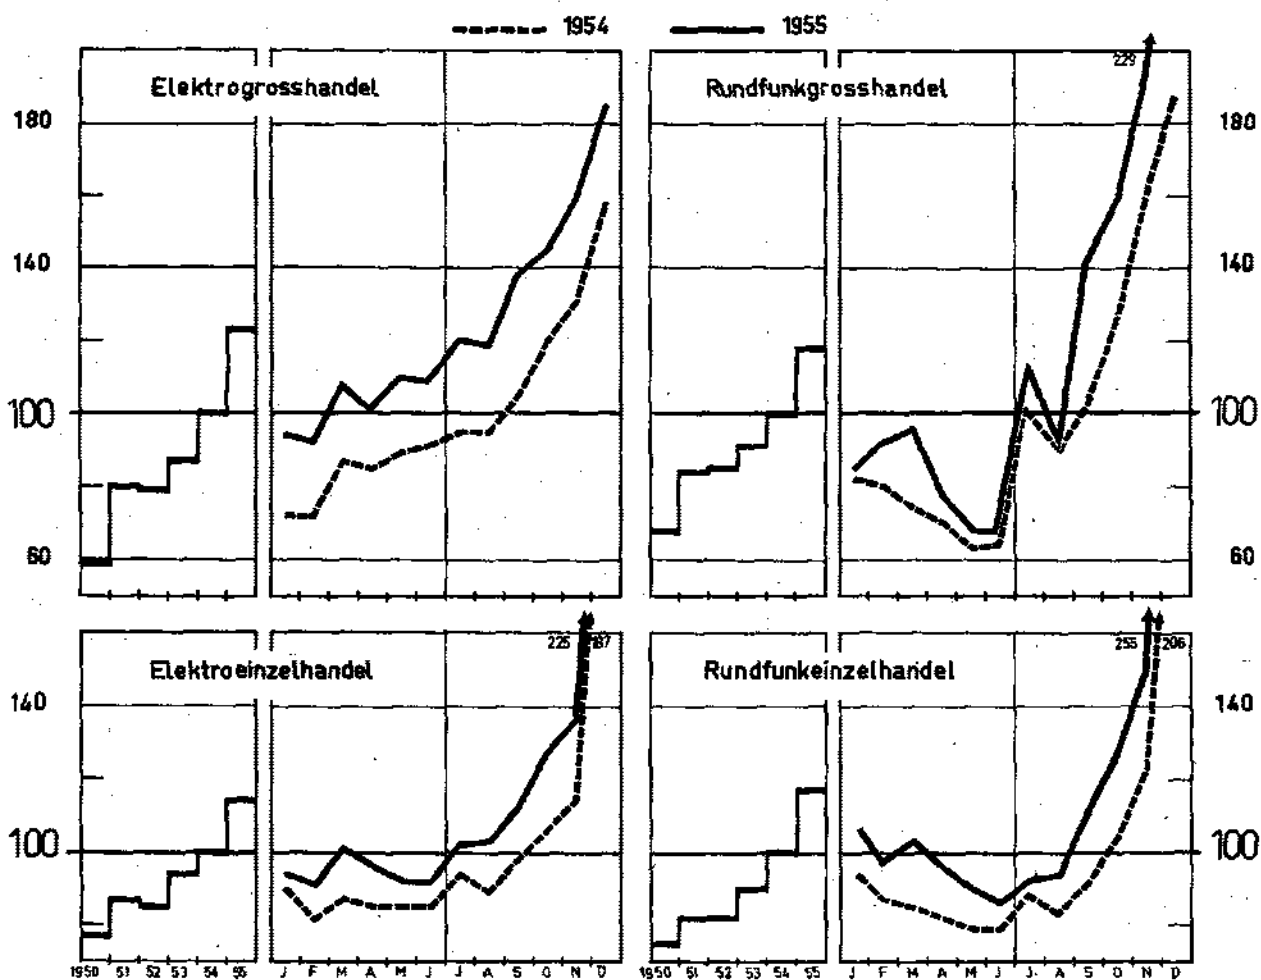 1954 1955
Elektrogrosshandel Rundfunkgrosshandel
229
180 180
140 140
100 100
60 60
225 187 255 206
Elektroeinzelhandel Rundfunkeinzelhandel
140 140
100 100
1950 51 52 53 54 55 J F M A M J J A S O N D 1950 51 52 53 54 55 J F M A M J J A S O N D